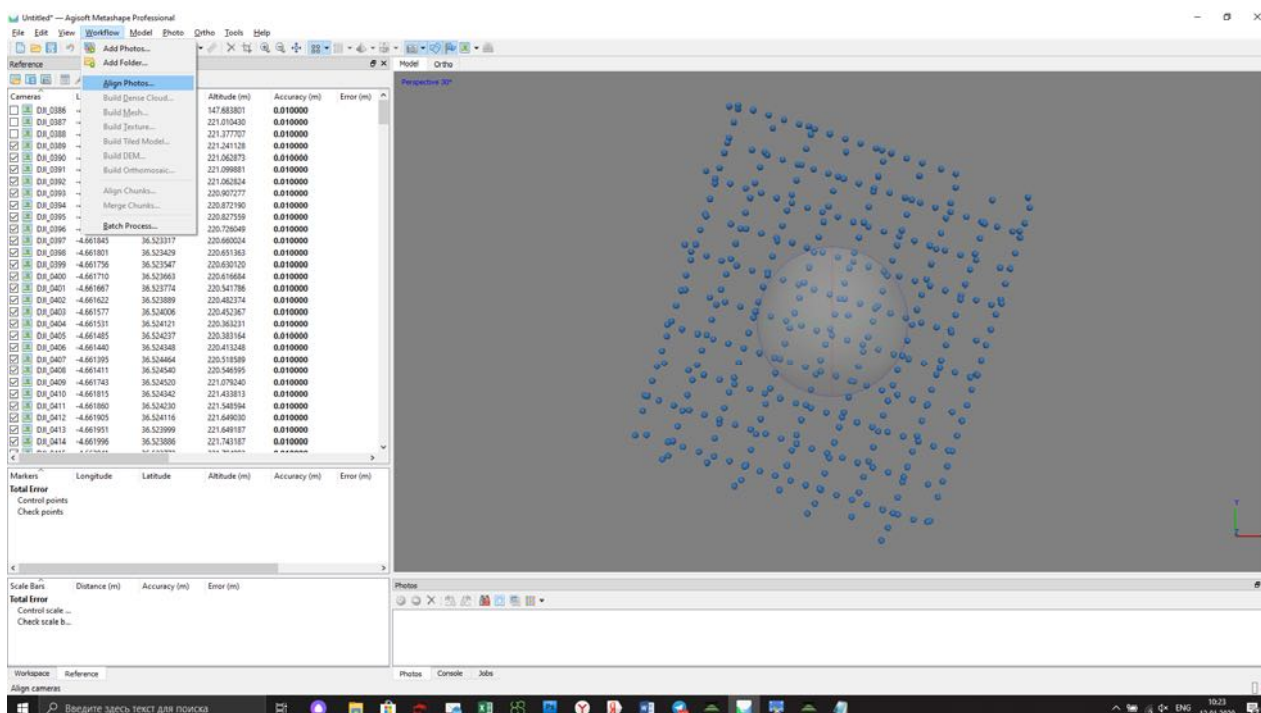 Untitled* — Agisoft Metashape Professional
File Edit View Workflow Model Photo Ortho Tools Help
Add Photos...
Add Folder...
Align Photos...
Build Dense Cloud...
Build Mesh...
Build Texture...
Build Tiled Model...
Build DEM...
Build Orthomosaic...
Align Chunks...
Merge Chunks...
Batch Process...
Reference
Model Ortho
Perspective 30°
Cameras Altitude (m) Accuracy (m) Error (m)
DJI_0386 147.683801 0.010000
DJI_0387 221.010430 0.010000
DJI_0388 221.377707 0.010000
DJI_0389 221.241128 0.010000
DJI_0390 221.062873 0.010000
DJI_0391 221.099881 0.010000
DJI_0392 221.062824 0.010000
DJI_0393 220.907277 0.010000
DJI_0394 220.872190 0.010000
DJI_0395 220.827559 0.010000
DJI_0396 220.726049 0.010000
DJI_0397 -4.661845 36.523317 220.660024 0.010000
DJI_0398 -4.661801 36.523429 220.651363 0.010000
DJI_0399 -4.661756 36.523547 220.630120 0.010000
DJI_0400 -4.661710 36.523663 220.616684 0.010000
DJI_0401 -4.661667 36.523774 220.541786 0.010000
DJI_0402 -4.661622 36.523889 220.482374 0.010000
DJI_0403 -4.661577 36.524006 220.452367 0.010000
DJI_0404 -4.661531 36.524121 220.363231 0.010000
DJI_0405 -4.661485 36.524237 220.383164 0.010000
DJI_0406 -4.661440 36.524348 220.413248 0.010000
DJI_0407 -4.661395 36.524464 220.518589 0.010000
DJI_0408 -4.661411 36.524540 220.546595 0.010000
DJI_0409 -4.661743 36.524520 221.079240 0.010000
DJI_0410 -4.661815 36.524342 221.433813 0.010000
DJI_0411 -4.661860 36.524230 221.548594 0.010000
DJI_0412 -4.661905 36.524116 221.649030 0.010000
DJI_0413 -4.661951 36.523999 221.649187 0.010000
DJI_0414 -4.661996 36.523886 221.743187 0.010000
Markers Longitude Latitude Altitude (m) Accuracy (m) Error (m)
Total Error
Control points
Check points
Scale Bars Distance (m) Accuracy (m) Error (m)
Total Error
Control scale ...
Check scale b...
Photos
Y
Workspace Reference
Photos Console Jobs
Align cameras
Введите здесь текст для поиска
ENG
10:23